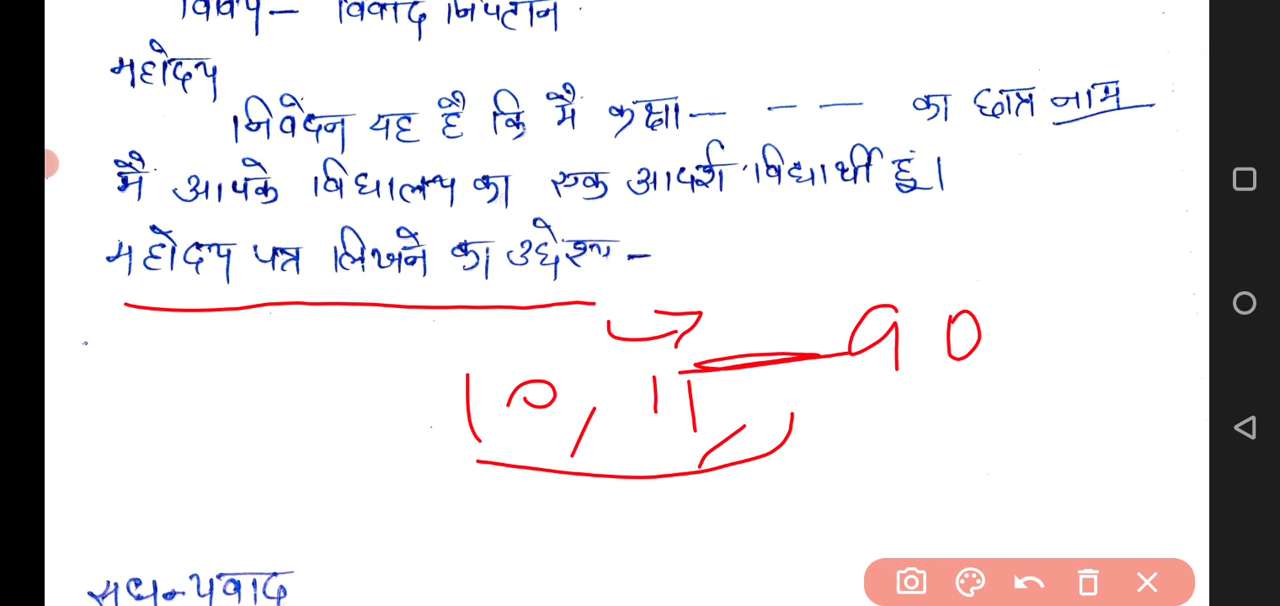 विषय – विवाद निपटान
महोदय
निवेदन यह है कि मै कक्षा – – – का छात्र नाम
मै आपके विधालय का एक आदर्श विधार्थी हूं।
महोदय पत्र लिखने का उद्देश्य –
90
10, 11,
सधन्यवाद